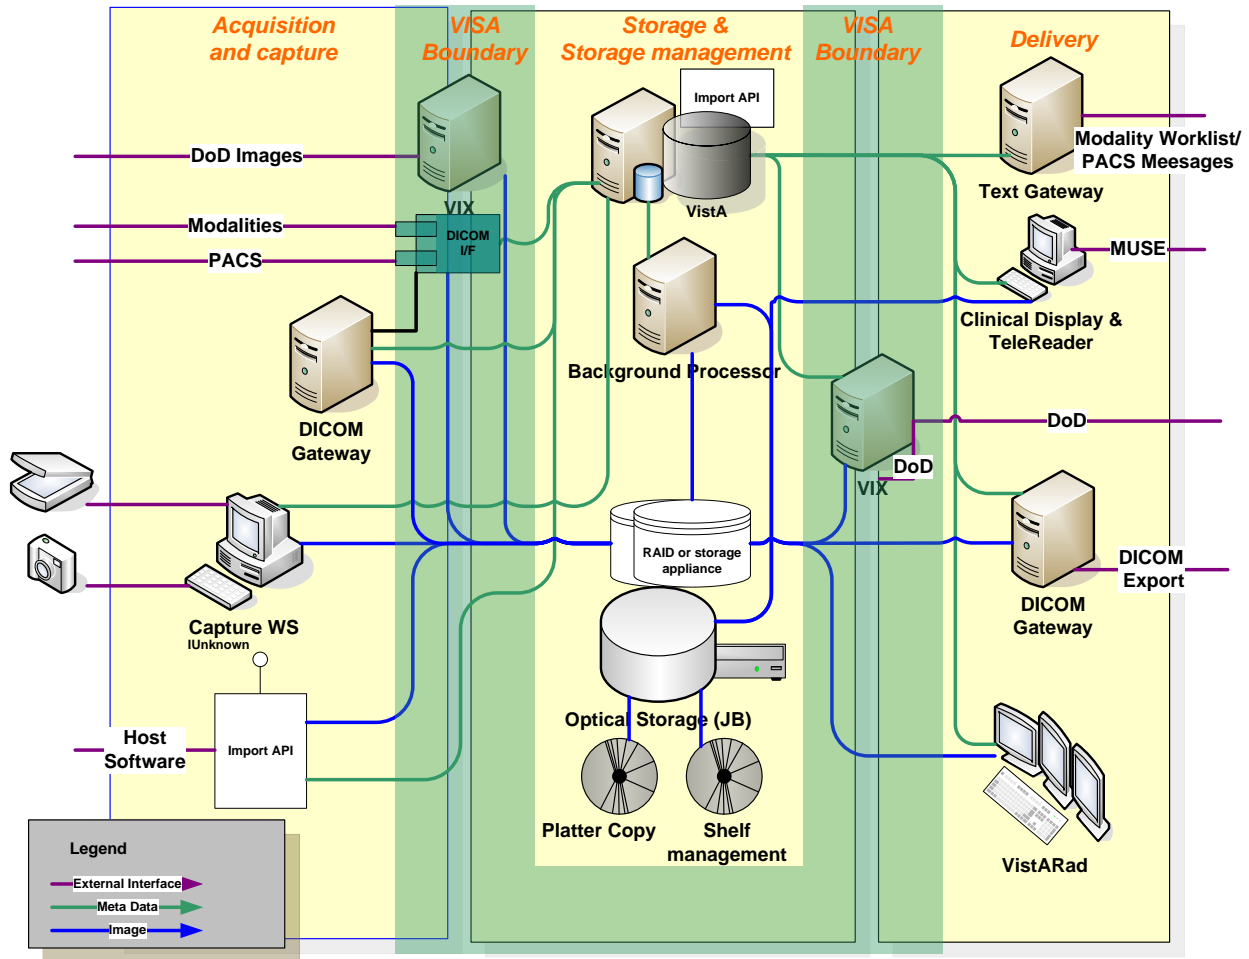 Acquisition
and capture
VISA
Boundary
Storage &
Storage management
VISA
Boundary
Delivery
Import API
DoD Images
VIX
VistA
Text Gateway
Modality Worklist/
PACS Meesages
Modalities
PACS
DICOM
I/F
MUSE
Clinical Display &
TeleReader
Background Processor
DICOM
Gateway
DoD
DoD
VIX
RAID or storage
appliance
DICOM
Export
DICOM
Gateway
Capture WS
IUnknown
Import API
Host
Software
Optical Storage (JB)
Platter Copy
Shelf
management
VistARad
Legend
External Interface
Meta Data
Image